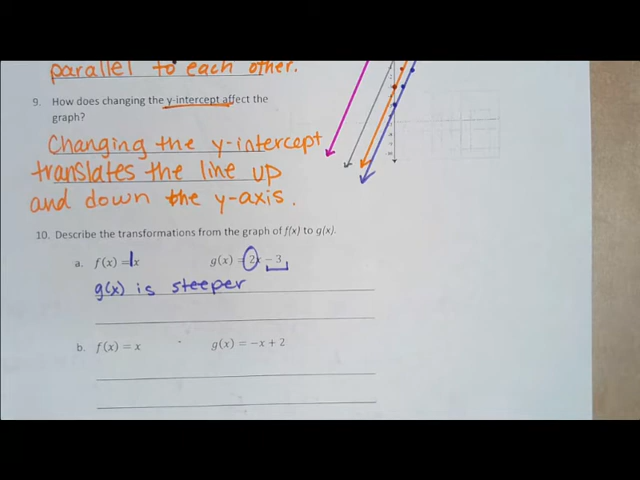 parallel to each other.
9. How does changing the y-intercept affect the
graph?
Changing the y-intercept
translates the line up
and down the y-axis.
10. Describe the transformations from the graph of f(x) to g(x).
a. f(x) = 1x g(x) = 2x - 3
g(x) is steeper
b. f(x) = x g(x) = -x + 2